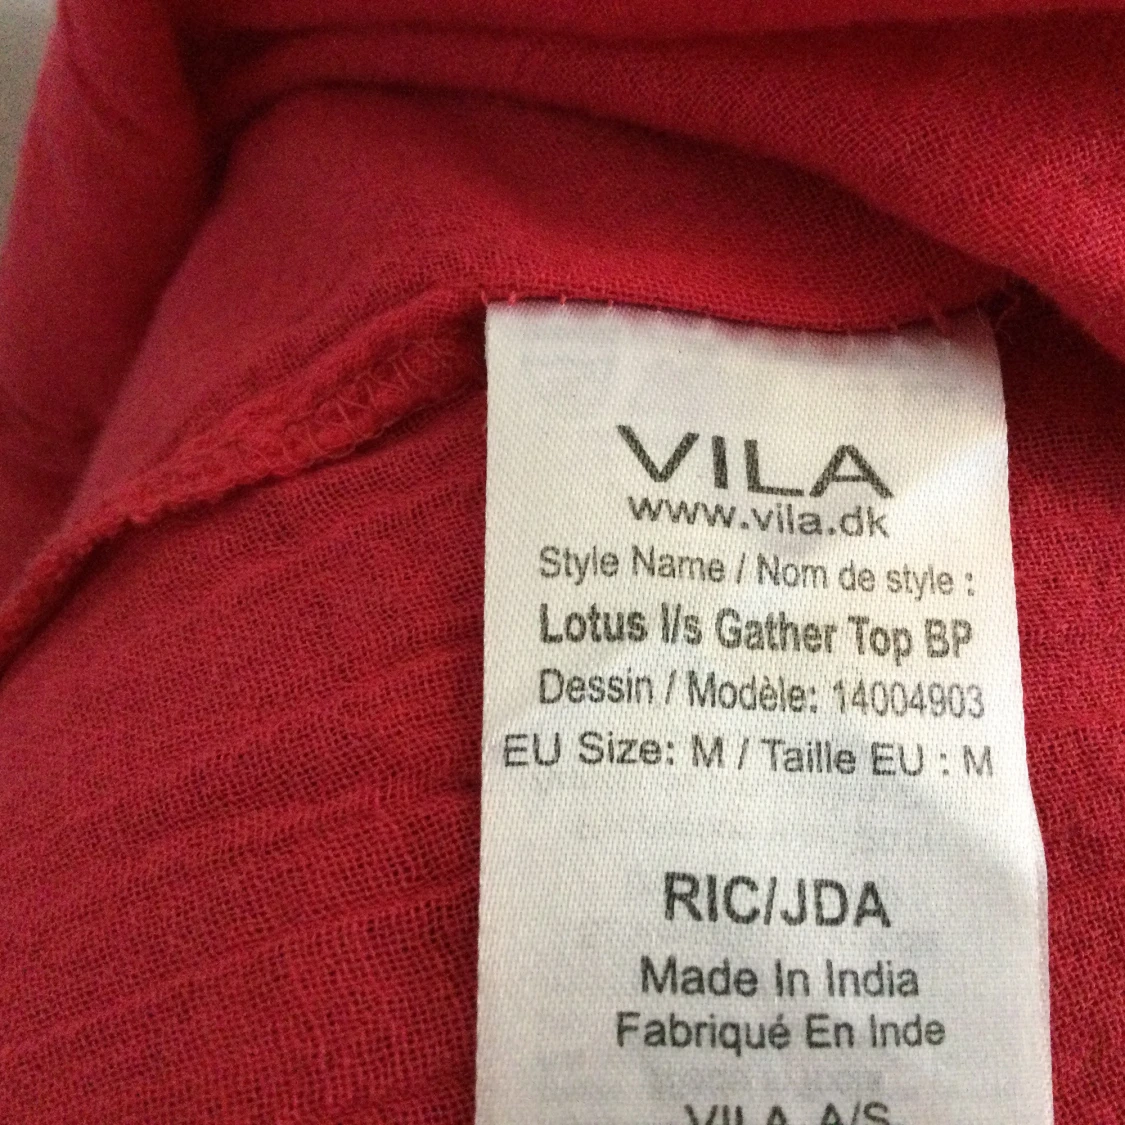 VILA
www.vila.dk
Style Name / Nom de style :
Lotus l/s Gather Top BP
Dessin / Modèle: 14004903
EU Size: M / Taille EU : M
RIC/JDA
Made In India
Fabriqué En Inde
VILA A/S